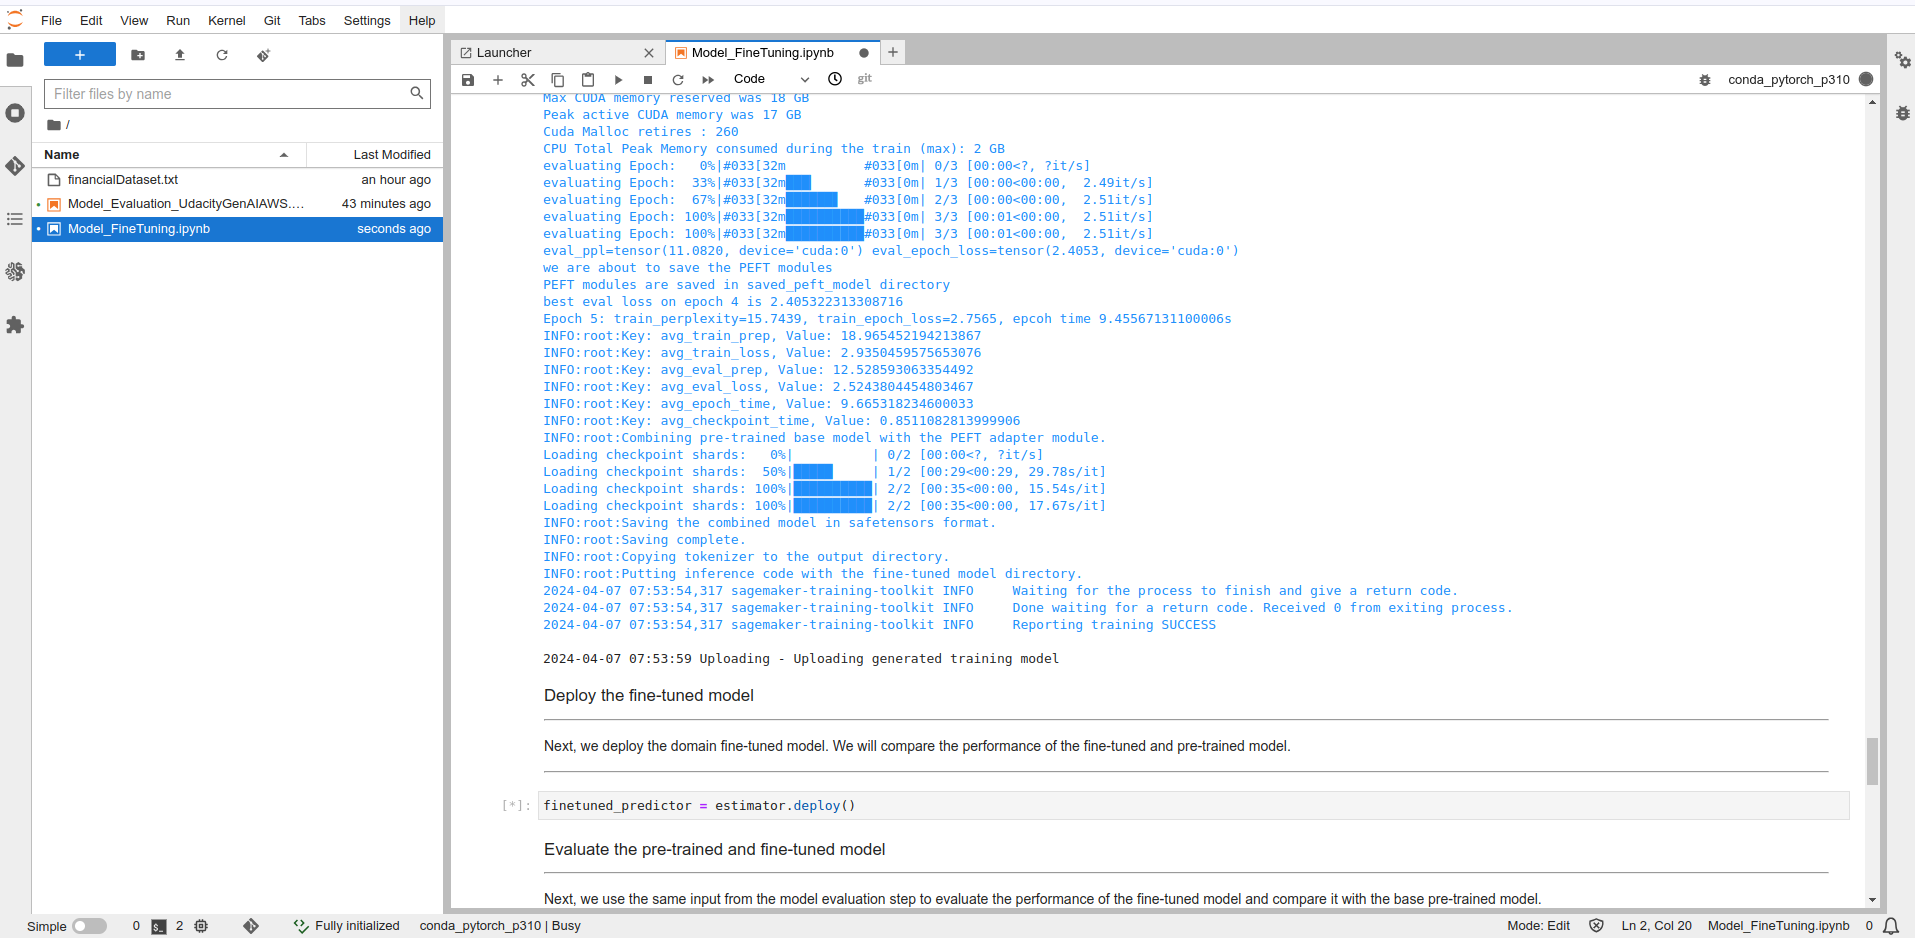 File Edit View Run Kernel Git Tabs Settings Help
+
Filter files by name
/
Name Last Modified
financialDataset.txt an hour ago
Model_Evaluation_UdacityGenAIAWS.... 43 minutes ago
Model_FineTuning.ipynb seconds ago
Launcher
Model_FineTuning.ipynb
+
Code
git
conda_pytorch_p310
Max CUDA memory reserved was 18 GB
Peak active CUDA memory was 17 GB
Cuda Malloc retires : 260
CPU Total Peak Memory consumed during the train (max): 2 GB
evaluating Epoch:   0%|#033[32m          #033[0m| 0/3 [00:00<?, ?it/s]
evaluating Epoch:  33%|#033[32m███       #033[0m| 1/3 [00:00<00:00,  2.49it/s]
evaluating Epoch:  67%|#033[32m██████▋   #033[0m| 2/3 [00:00<00:00,  2.51it/s]
evaluating Epoch: 100%|#033[32m██████████#033[0m| 3/3 [00:01<00:00,  2.51it/s]
evaluating Epoch: 100%|#033[32m██████████#033[0m| 3/3 [00:01<00:00,  2.51it/s]
eval_ppl=tensor(11.0820, device='cuda:0') eval_epoch_loss=tensor(2.4053, device='cuda:0')
we are about to save the PEFT modules
PEFT modules are saved in saved_peft_model directory
best eval loss on epoch 4 is 2.405322313308716
Epoch 5: train_perplexity=15.7439, train_epoch_loss=2.7565, epcoh time 9.45567131100006s
INFO:root:Key: avg_train_prep, Value: 18.965452194213867
INFO:root:Key: avg_train_loss, Value: 2.9350459575653076
INFO:root:Key: avg_eval_prep, Value: 12.528593063354492
INFO:root:Key: avg_eval_loss, Value: 2.5243804454803467
INFO:root:Key: avg_epoch_time, Value: 9.665318234600033
INFO:root:Key: avg_checkpoint_time, Value: 0.8511082813999906
INFO:root:Combining pre-trained base model with the PEFT adapter module.
Loading checkpoint shards:   0%|          | 0/2 [00:00<?, ?it/s]
Loading checkpoint shards:  50%|█████     | 1/2 [00:29<00:29, 29.78s/it]
Loading checkpoint shards: 100%|██████████| 2/2 [00:35<00:00, 15.54s/it]
Loading checkpoint shards: 100%|██████████| 2/2 [00:35<00:00, 17.67s/it]
INFO:root:Saving the combined model in safetensors format.
INFO:root:Saving complete.
INFO:root:Copying tokenizer to the output directory.
INFO:root:Putting inference code with the fine-tuned model directory.
2024-04-07 07:53:54,317 sagemaker-training-toolkit INFO     Waiting for the process to finish and give a return code.
2024-04-07 07:53:54,317 sagemaker-training-toolkit INFO     Done waiting for a return code. Received 0 from exiting process.
2024-04-07 07:53:54,317 sagemaker-training-toolkit INFO     Reporting training SUCCESS
2024-04-07 07:53:59 Uploading - Uploading generated training model
Deploy the fine-tuned model
Next, we deploy the domain fine-tuned model. We will compare the performance of the fine-tuned and pre-trained model.
[*]: finetuned_predictor = estimator.deploy()
Evaluate the pre-trained and fine-tuned model
Next, we use the same input from the model evaluation step to evaluate the performance of the fine-tuned model and compare it with the base pre-trained model.
Simple 0 $_ 2 Fully initialized conda_pytorch_p310 | Busy Mode: Edit Ln 2, Col 20 Model_FineTuning.ipynb 0